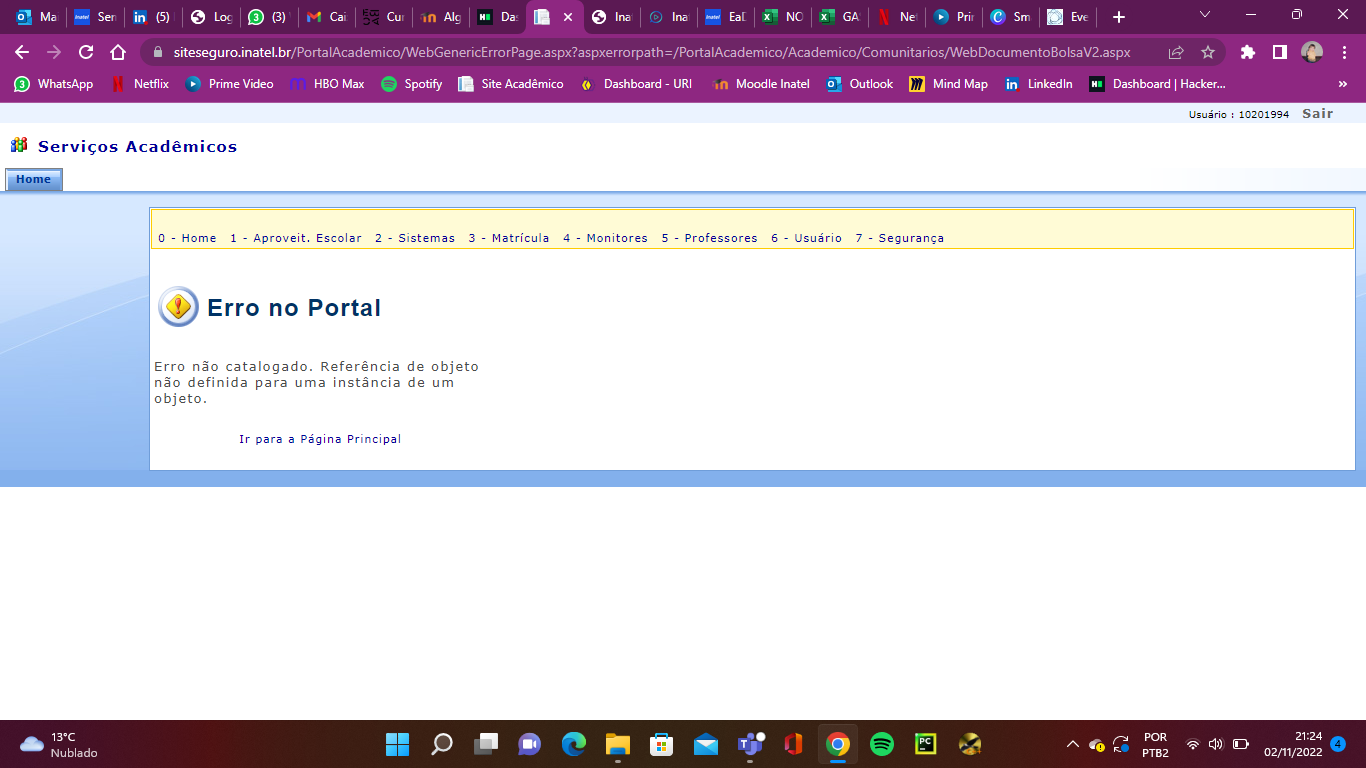 Ma
Ser
(5)
Log
(3)
Cai
Cur
Alg
Das
Ina
Ina
EaD
NO
GA
Net
Prir
Sm
Eve
siteseguro.inatel.br/PortalAcademico/WebGenericErrorPage.aspx?aspxerrorpath=/PortalAcademico/Academico/Comunitarios/WebDocumentoBolsaV2.aspx
WhatsApp Netflix Prime Video HBO Max Spotify Site Acadêmico Dashboard - URI Moodle Inatel Outlook Mind Map LinkedIn Dashboard | Hacker... »
Usuário : 10201994 Sair
Serviços Acadêmicos
Home
0 - Home 1 - Aproveit. Escolar 2 - Sistemas 3 - Matrícula 4 - Monitores 5 - Professores 6 - Usuário 7 - Segurança
Erro no Portal
Erro não catalogado. Referência de objeto
não definida para uma instância de um
objeto.
Ir para a Página Principal
13°C
Nublado
POR
PTB2
21:24
02/11/2022
4